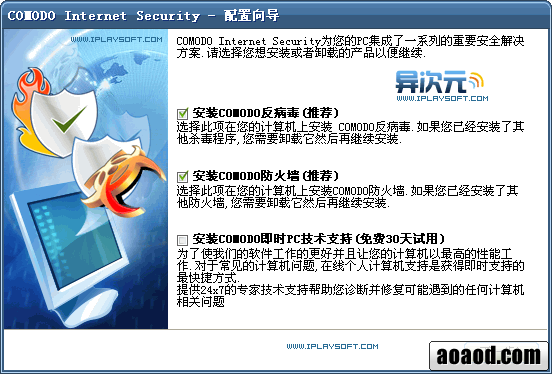 COMODO Internet Security - 配置向导
WWW.IPLAYSOFT.COM
COMODO Internet Security为您的PC集成了一系列的重要安全解决
方案.请选择您想安装或者卸载的产品以便继续.
异次元
WWW.IPLAYSOFT.COM
安装COMODO反病毒(推荐)
选择此项在您的计算机上安装 COMODO反病毒.如果您已经安装了其
他杀毒程序,您需要卸载它然后再继续安装.
安装COMODO防火墙(推荐)
选择此项在您的计算机上安装COMODO防火墙.如果您已经安装了其
他防火墙,您需要卸载它然后再继续安装.
安装COMODO即时PC技术支持(免费30天试用)
为了使我们的软件工作的更好并且让您的计算机以最高的性能工
作.对于常见的计算机问题,在线个人计算机支持是获得即时支持的
最快捷方式.
提供24x7的专家技术支持帮助您诊断并修复可能遇到的任何计算机
相关问题
WWW.IPLAYSOFT.COM
aoaod.com